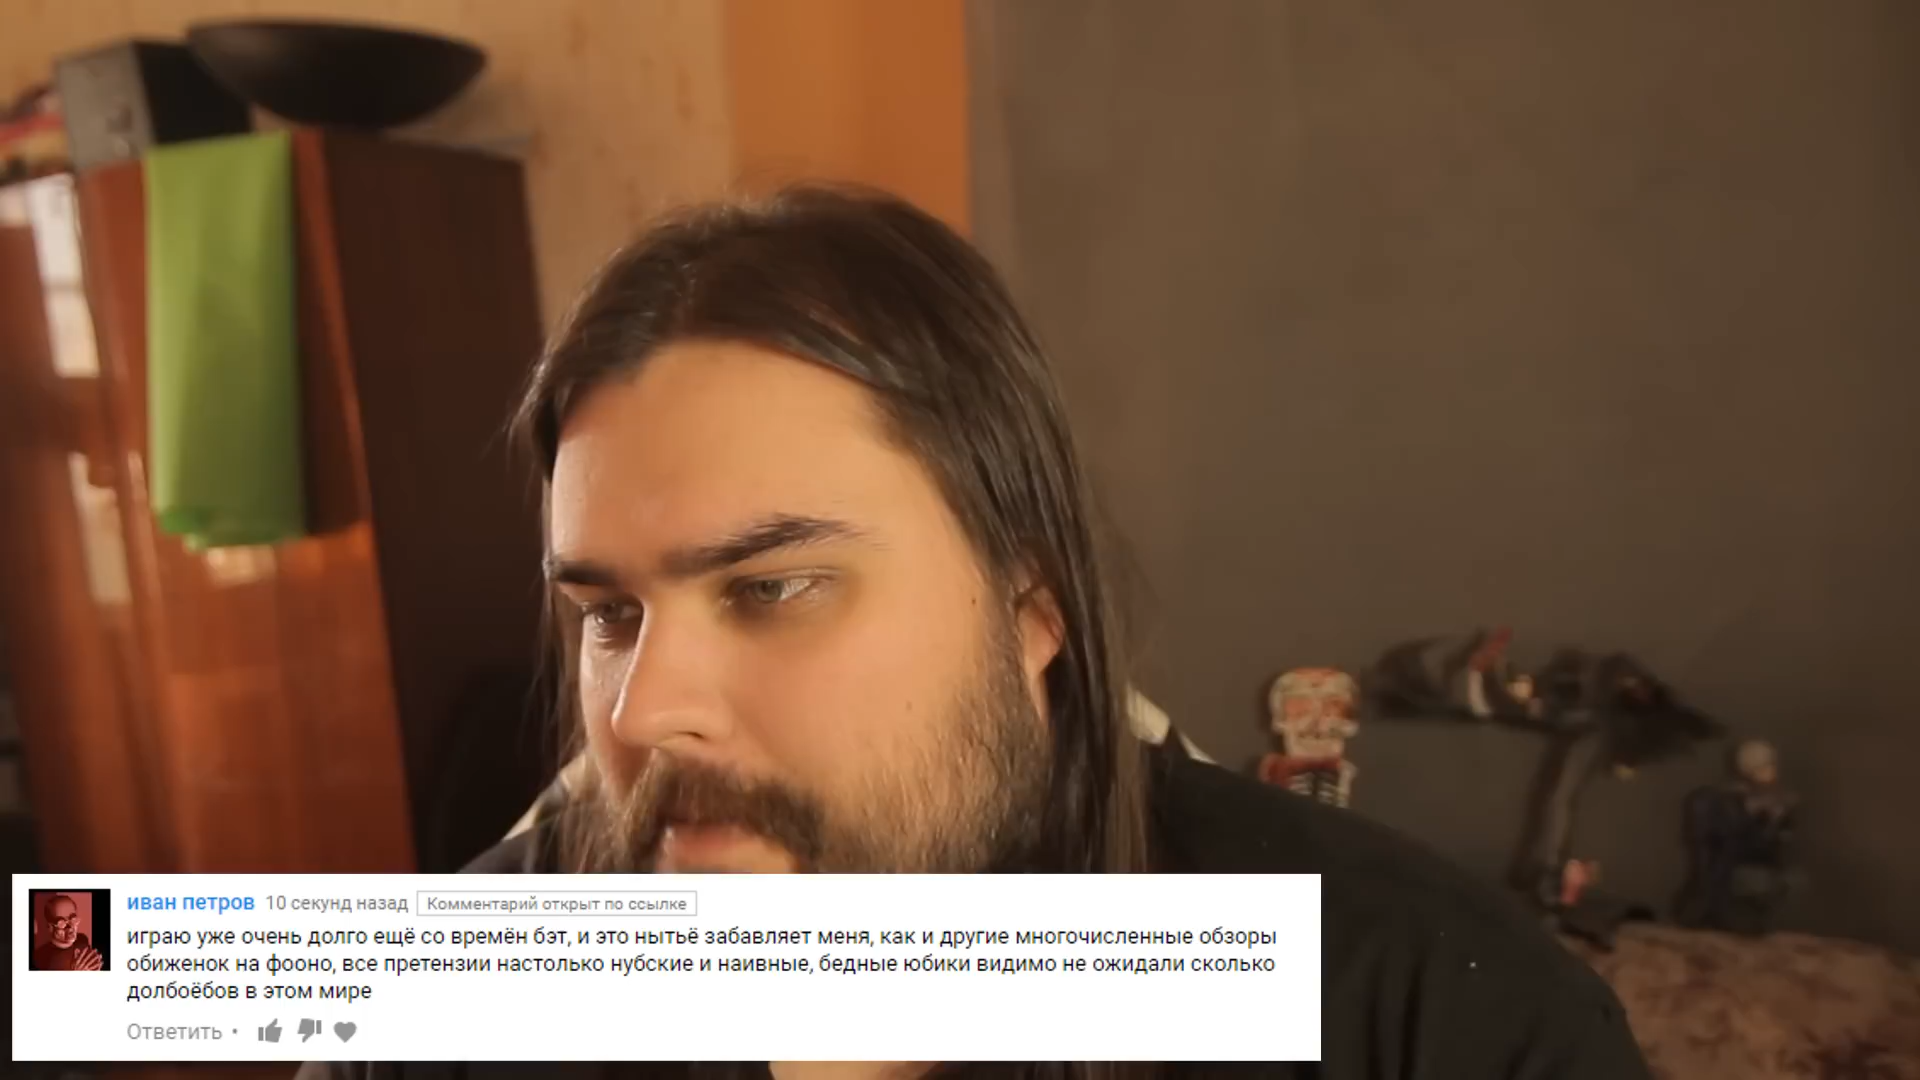 иван петров 10 секунд назад Комментарий открыт по ссылке
играю уже очень долго ещё со времён бэт, и это нытьё забавляет меня, как и другие многочисленные обзоры
обиженок на фооно, все претензии настолько нубские и наивные, бедные юбики видимо не ожидали сколько
долбоёбов в этом мире
Ответить •